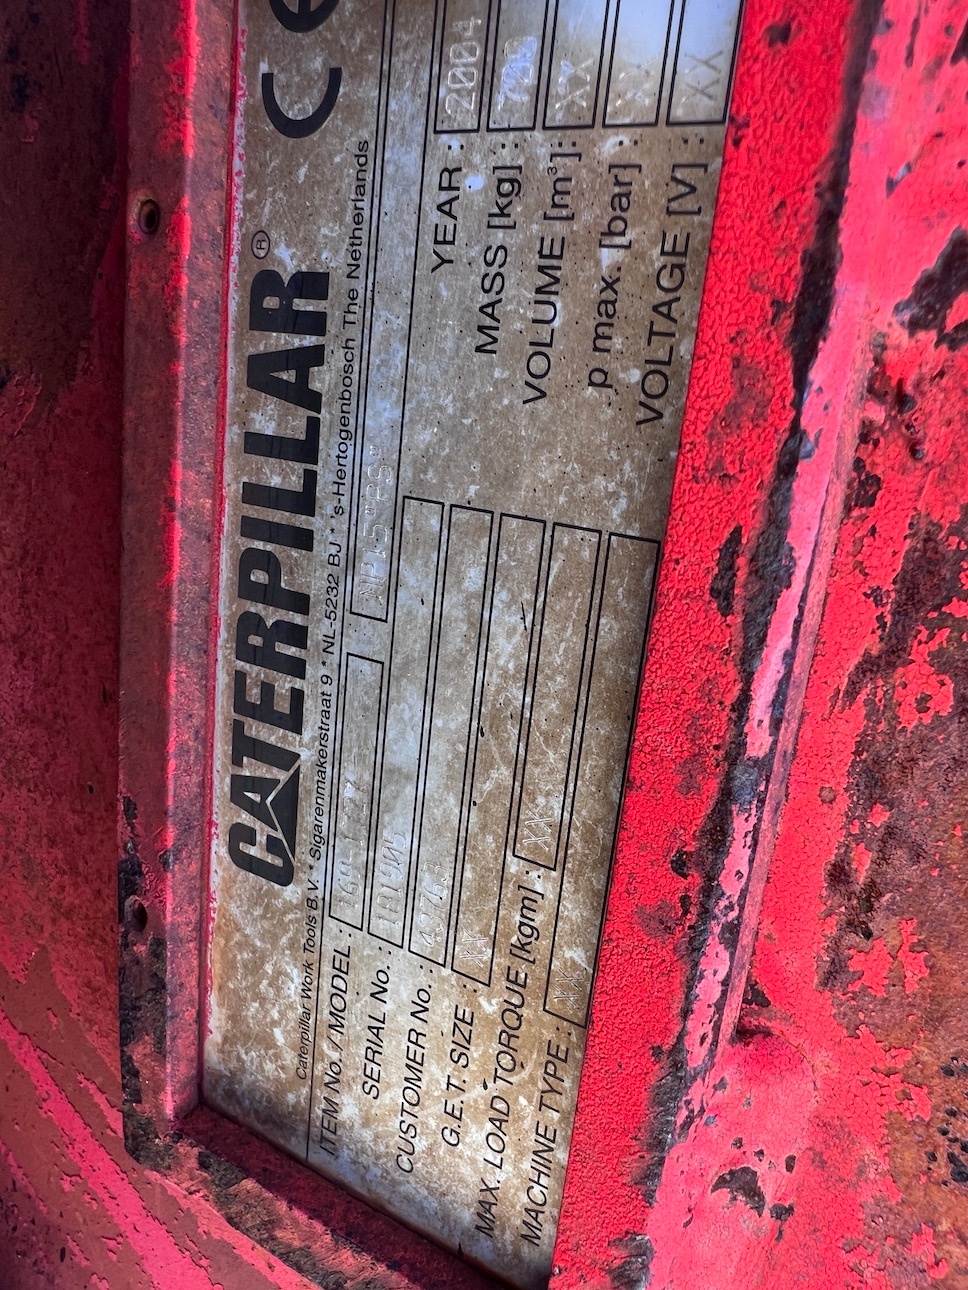 CATERPILLAR® CE
Caterpillar Work Tools B.V. * Sigarenmakerstraat 9 * NL-5232 BJ * 's-Hertogenbosch The Netherlands
ITEM No./MODEL:
SERIAL No. :
CUSTOMER No. : 43763
G.E.T. SIZE : XX
MAX. LOAD TORQUE [kgm] : XX
MACHINE TYPE : XX
YEAR : 2004
MASS [kg] :
VOLUME [m³]: XX
p max. [bar] : XX
VOLTAGE [V] : XX